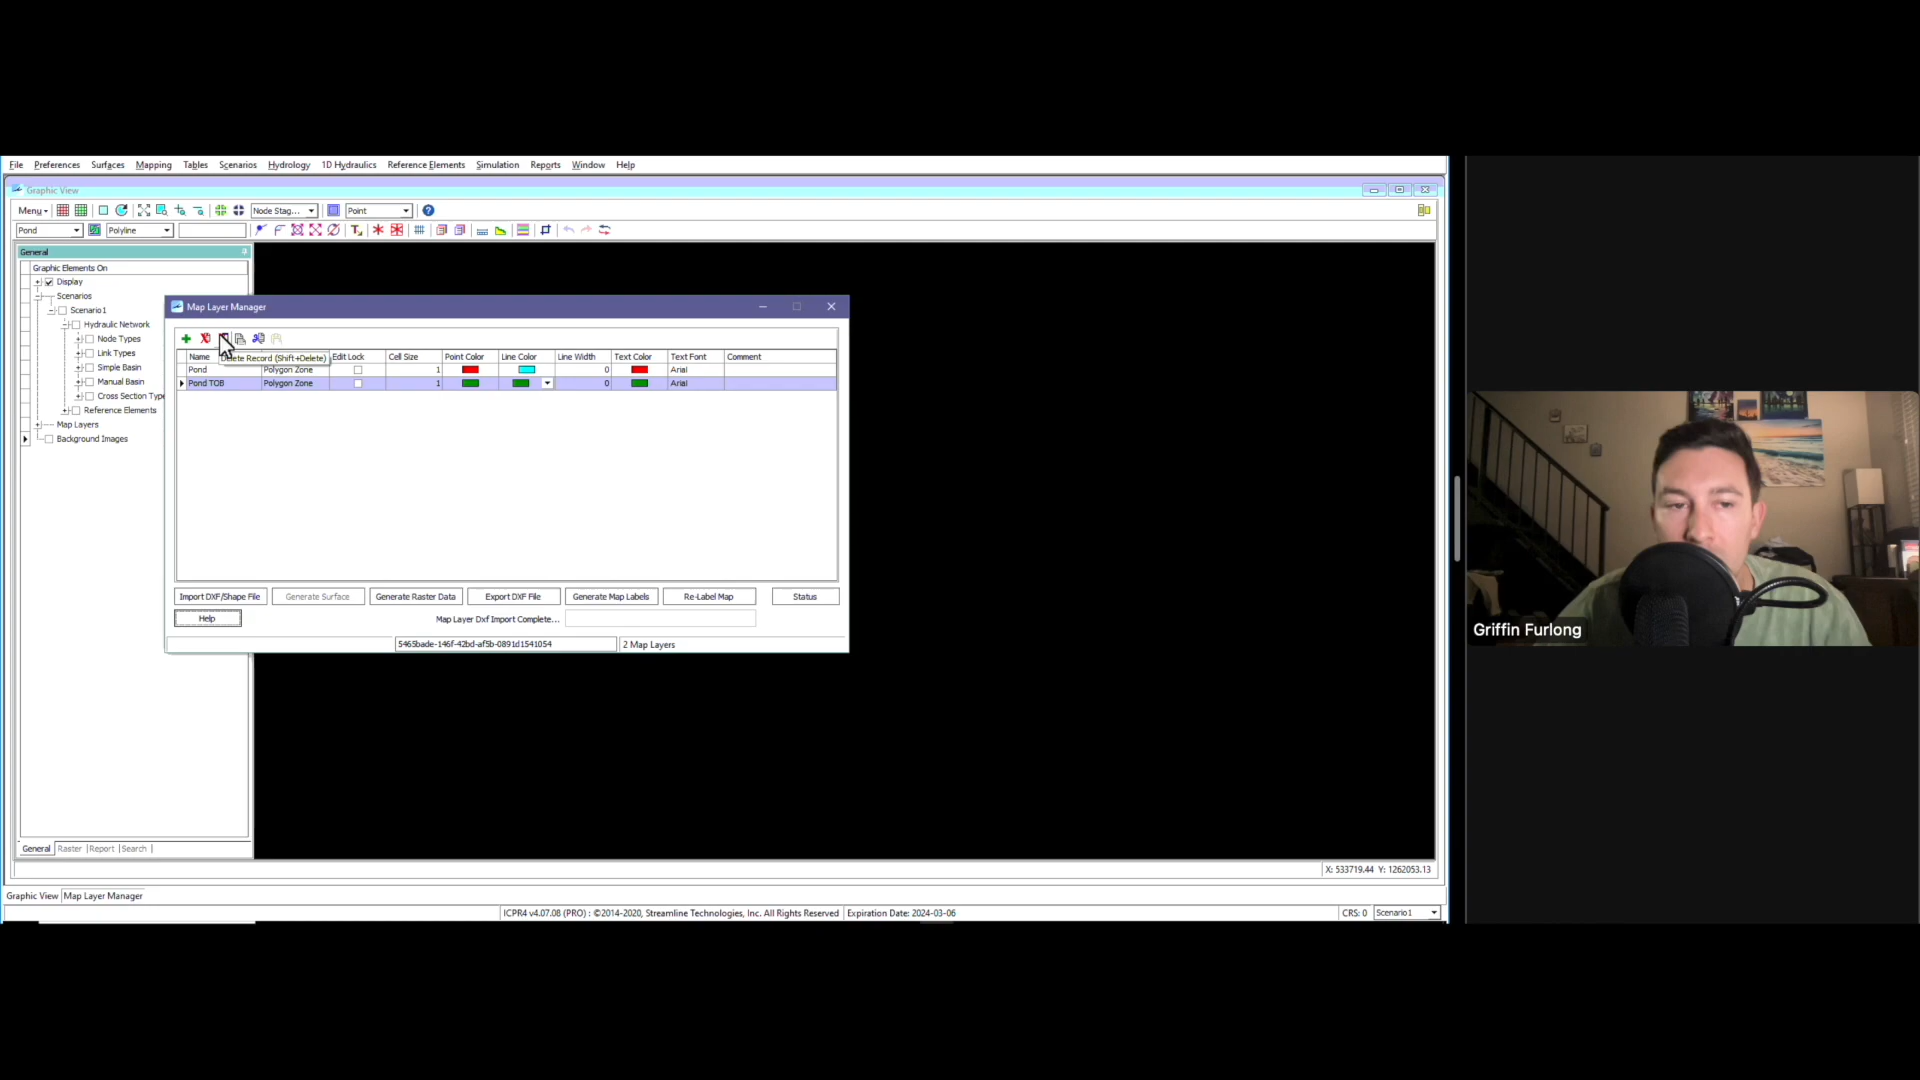 File Preferences Surfaces Mapping Tables Scenarios Hydrology 1D Hydraulics Reference Elements Simulation Reports Window Help
Graphic View
Menu Node Stag... Point
Pond Polyline
General
Graphic Elements On
Display
Scenarios
Scenario1
Hydraulic Network
Node Types
Link Types
Simple Basin
Manual Basin
Cross Section Type
Reference Elements
Map Layers
Background Images
Map Layer Manager
Delete Record (Shift+Delete)
Name Edit Lock Cell Size Point Color Line Color Line Width Text Color Text Font Comment
Pond Polygon Zone 1 0 Arial
Pond TOB Polygon Zone 1 0 Arial
Import DXF/Shape File Generate Surface Generate Raster Data Export DXF File Generate Map Labels Re-Label Map Status
Help Map Layer Dxf Import Complete...
5465bade-146f-42bd-af5b-0891d1541054 2 Map Layers
Griffin Furlong
General Raster Report Search
X: 533719.44 Y: 1262053.13
Graphic View Map Layer Manager
ICPR4 v4.07.08 (PRO) : ©2014-2020, Streamline Technologies, Inc. All Rights Reserved Expiration Date: 2024-03-06 CRS: 0 Scenario1